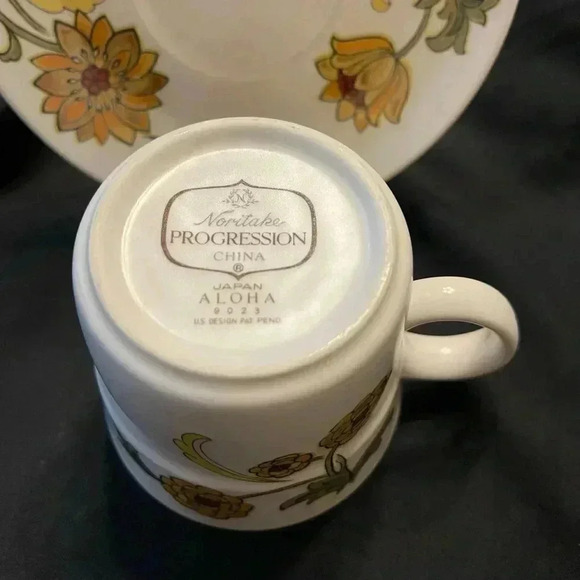 N
Noritake
PROGRESSION
CHINA
®
JAPAN
ALOHA
9023
U.S. DESIGN PAT. PEND.